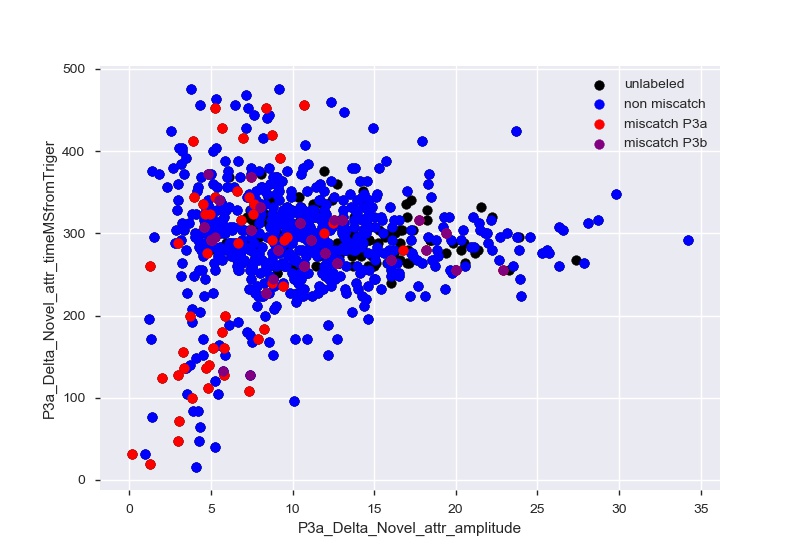 500
400
300
200
100
0
0 5 10 15 20 25 30 35
P3a_Delta_Novel_attr_amplitude
P3a_Delta_Novel_attr_timeMSfromTriger
unlabeled
non miscatch
miscatch P3a
miscatch P3b